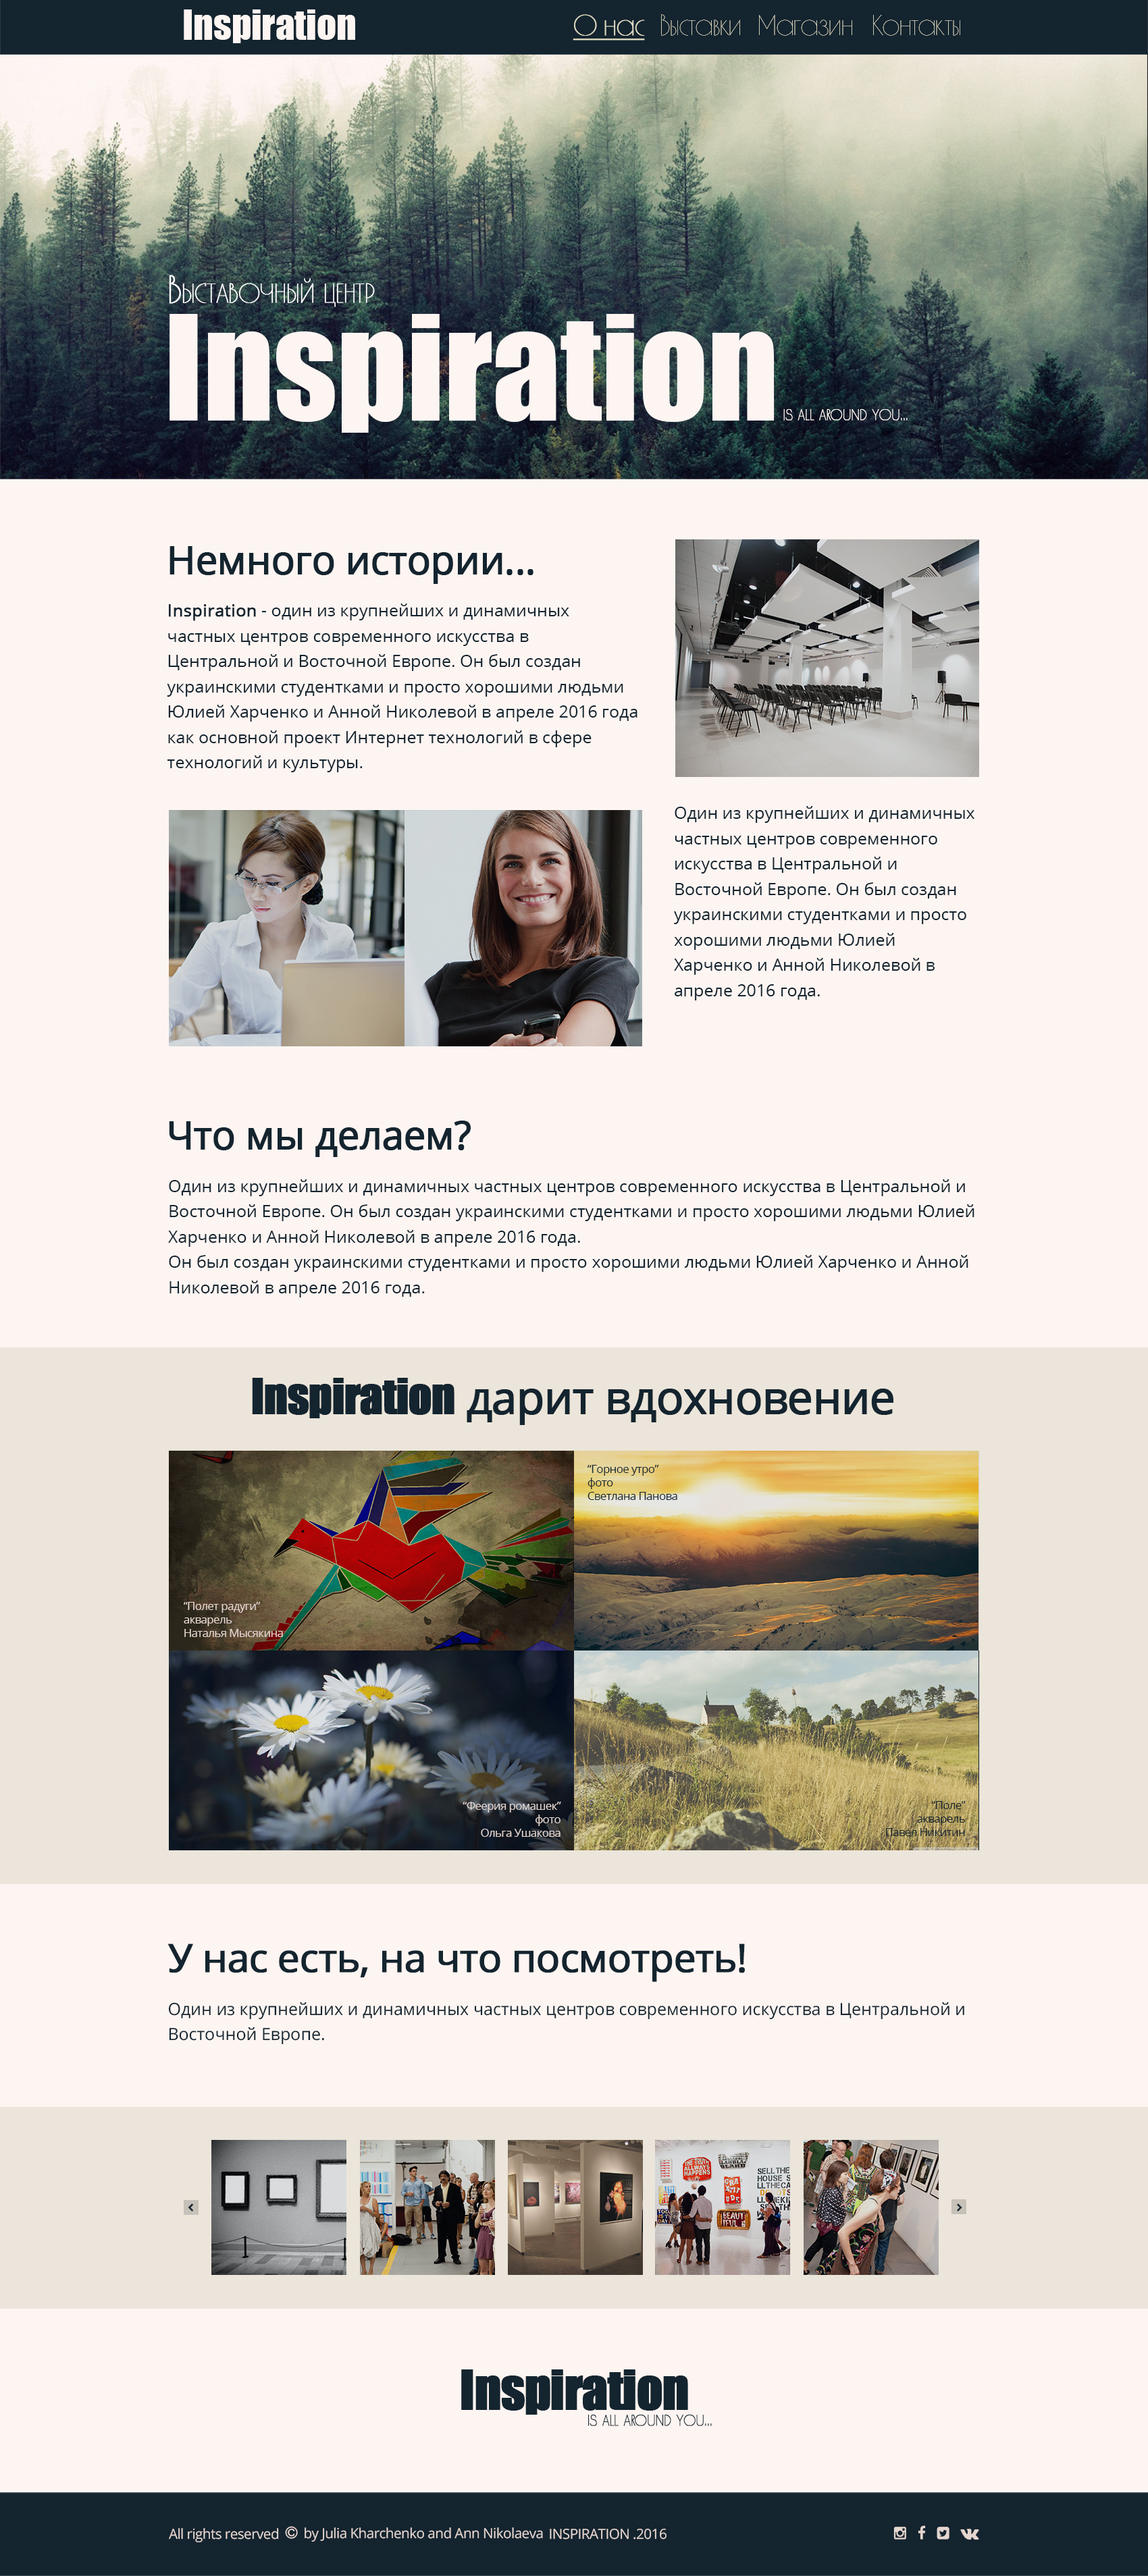 Inspiration
О нас Выставки Магазин Контакты
Выставочный центр
Inspiration
IS ALL AROUND YOU...
Немного истории...
Inspiration - один из крупнейших и динамичных
частных центров современного искусства в
Центральной и Восточной Европе. Он был создан
украинскими студентками и просто хорошими людьми
Юлией Харченко и Анной Николевой в апреле 2016 года
как основной проект Интернет технологий в сфере
технологий и культуры.
Один из крупнейших и динамичных
частных центров современного
искусства в Центральной и
Восточной Европе. Он был создан
украинскими студентками и просто
хорошими людьми Юлией
Харченко и Анной Николевой в
апреле 2016 года.
Что мы делаем?
Один из крупнейших и динамичных частных центров современного искусства в Центральной и
Восточной Европе. Он был создан украинскими студентками и просто хорошими людьми Юлией
Харченко и Анной Николевой в апреле 2016 года.
Он был создан украинскими студентками и просто хорошими людьми Юлией Харченко и Анной
Николевой в апреле 2016 года.
Inspiration дарит вдохновение
“Полет радуги”
акварель
Наталья Мысякина
“Горное утро”
фото
Светлана Панова
“Феерия ромашек”
фото
Ольга Ушакова
“Поле”
акварель
Павел Никитин
У нас есть, на что посмотреть!
Один из крупнейших и динамичных частных центров современного искусства в Центральной и
Восточной Европе.
SELL THE
HOUSE S
Inspiration
IS ALL AROUND YOU...
All rights reserved © by Julia Kharchenko and Ann Nikolaeva INSPIRATION .2016